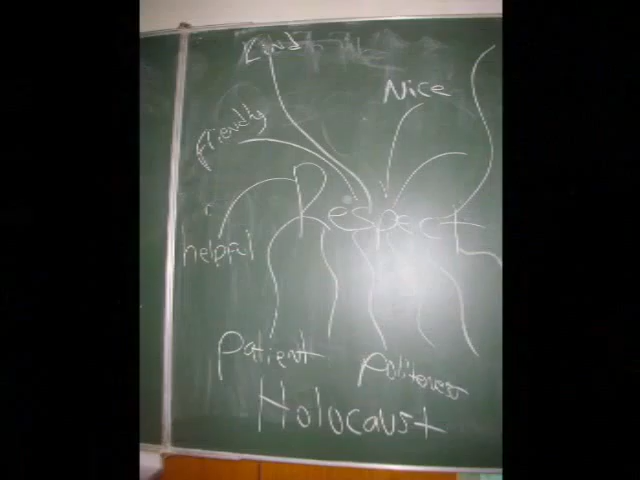 Kind
Nice
friendly
Respect
helpful
Patient
Politeness
Holocaust